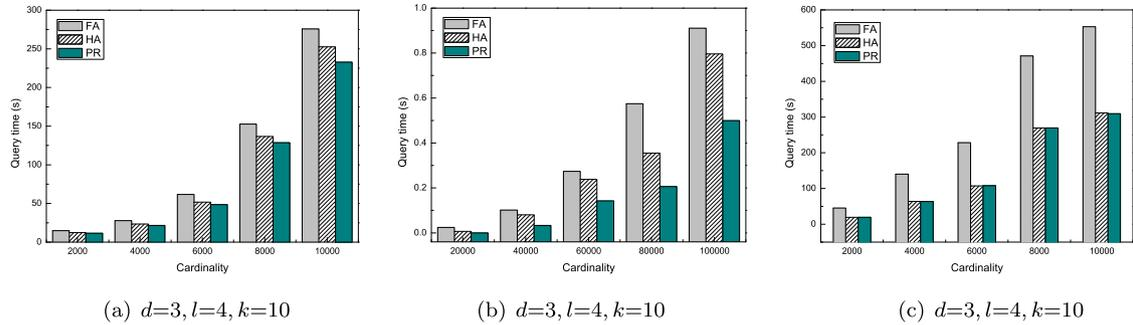 300
250
200
150
100
50
0
Query time (s)
FA
HA
PR
2000
4000
6000
8000
10000
Cardinality
(a) d=3, l=4, k=10
1.0
0.8
0.6
0.4
0.2
0.0
Query time (s)
FA
HA
PR
20000
40000
60000
80000
100000
Cardinality
(b) d=3, l=4, k=10
600
500
400
300
200
100
0
Query time (s)
FA
HA
PR
2000
4000
6000
8000
10000
Cardinality
(c) d=3, l=4, k=10